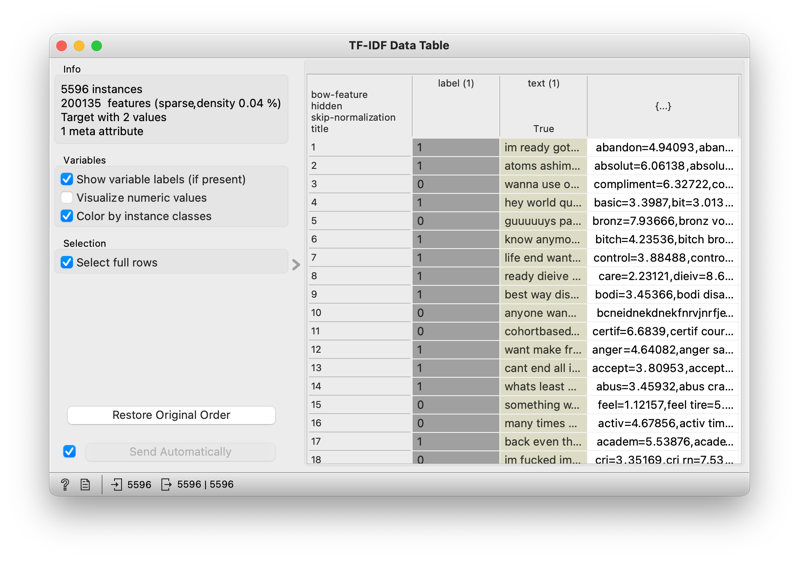 TF-IDF Data Table
Info
5596 instances
200135 features (sparse,density 0.04 %)
Target with 2 values
1 meta attribute
Variables
Show variable labels (if present)
Visualize numeric values
Color by instance classes
Selection
Select full rows
Restore Original Order
Send Automatically
5596
5596 | 5596
label (1) text (1)
bow-feature
hidden
skip-normalization
title
True
{...}
1 1 im ready got... abandon=4.94093,aban...
2 1 atoms ashim... absolut=6.06138,absolu...
3 0 wanna use o... compliment=6.32722,co...
4 1 hey world qu... basic=3.3987,bit=3.013...
5 0 guuuuuys pa... bronz=7.93666,bronz vo...
6 1 know anymo... bitch=4.23536,bitch bro...
7 1 life end want... control=3.88488,contro...
8 1 ready dieive ... care=2.23121,dieiv=8.6...
9 1 best way dis... bodi=3.45366,bodi disa...
10 0 anyone wan... bcneidnekdnekfnrvjnrfje...
11 0 cohortbased... certif=6.6839,certif cour...
12 1 want make fr... anger=4.64082,anger sa...
13 1 cant end all i... accept=3.80953,accept...
14 1 whats least ... abus=3.45932,abus cra...
15 0 something w... feel=1.12157,feel tire=5....
16 0 many times ... activ=4.67856,activ tim...
17 1 back even th... academ=5.53876,acade...
18 0 im fucked im... cri=3.35169,cri rn=7.53...